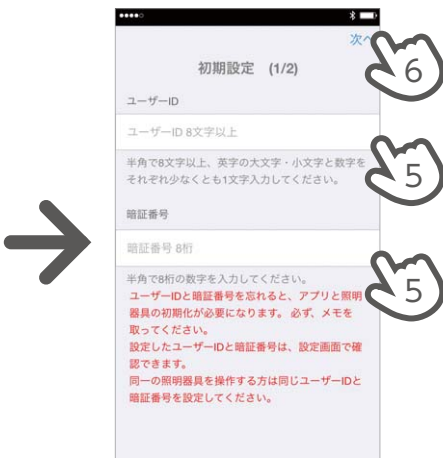 次へ
6
初期設定 (1/2)
ユーザーID
ユーザーID 8文字以上
5
半角で8文字以上、英字の大文字・小文字と数字を
それぞれ少なくとも1文字入力してください。
暗証番号
暗証番号 8桁
5
半角で8桁の数字を入力してください。
ユーザーIDと暗証番号を忘れると、アプリと照明
器具の初期化が必要になります。必ず、メモを
取ってください。
設定したユーザーIDと暗証番号は、設定画面で確
認できます。
同一の照明器具を操作する方は同じユーザーIDと
暗証番号を設定してください。